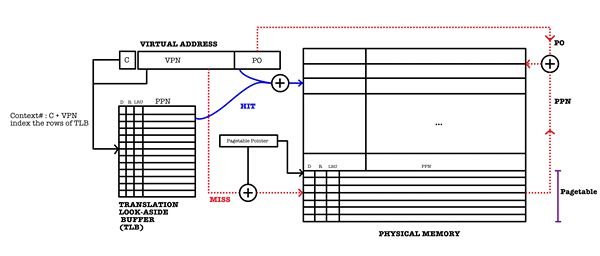 VIRTUAL ADDRESS
C
VPN
PO
PO
PPN
HIT
Context# : C + VPN
index the rows of TLB
D R LRU PPN
...
Pagetable Pointer
D R LRU PPN
MISS
Pagetable
TRANSLATION
LOOK-ASIDE
BUFFER
(TLB)
PHYSICAL MEMORY